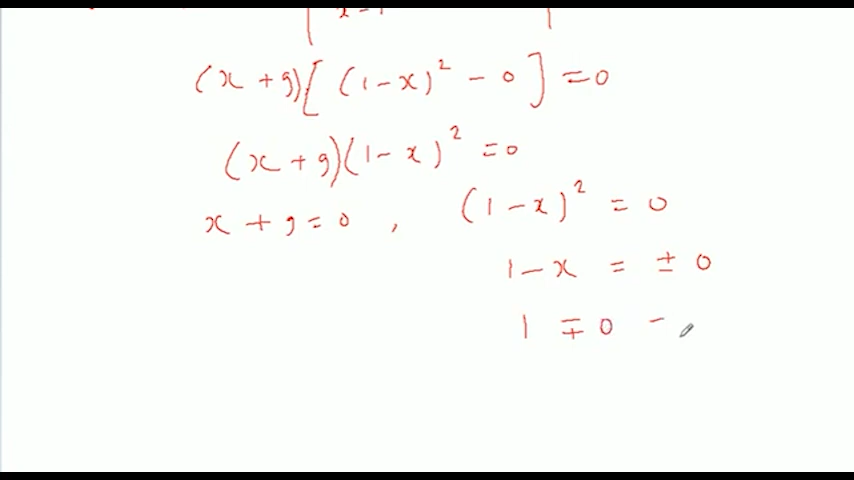 (x + 9)[(1 - x)² - 0] = 0
(x + 9)(1 - x)² = 0
x + 9 = 0 , (1 - x)² = 0
1 - x = ± 0
1 ∓ 0 -